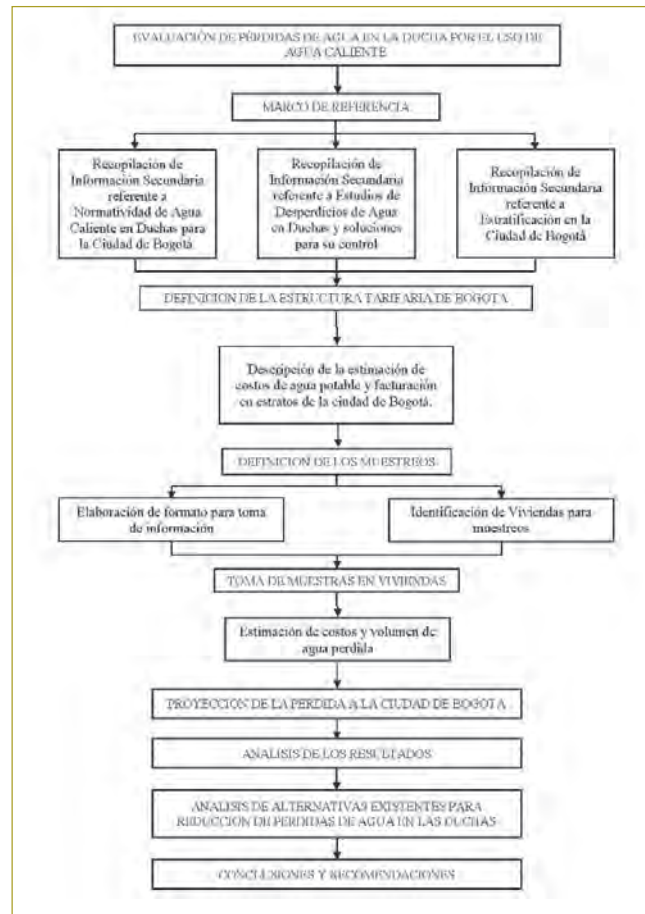 EVALUACIÓN DE PÉRDIDAS DE AGUA EN LA DUCHA POR EL USO DE
AGUA CALIENTE
MARCO DE REFERENCIA
Recopilación de
Información Secundaria
referente a
Normatividad de Agua
Caliente en Duchas para
la Ciudad de Bogotá
Recopilación de
Información Secundaria
referente a Estudios de
Desperdicios de Agua
en Duchas y soluciones
para su control
Recopilación de
Información Secundaria
referente a
Estratificación en la
Ciudad de Bogotá
DEFINICION DE LA ESTRUCTURA TARIFARIA DE BOGOTA
Descripción de la estimación de
costos de agua potable y facturación
en estratos de la ciudad de Bogotá.
DEFINICION DE LOS MUESTREOS
Elaboración de formato para toma
de información
Identificación de Viviendas para
muestreos
TOMA DE MUESTRAS EN VIVIENDAS
Estimación de costos y volumen de
agua perdida
PROYECCION DE LA PERDIDA A LA CIUDAD DE BOGOTA
ANALISIS DE LOS RESULTADOS
ANALISIS DE ALTERNATIVAS EXISTENTES PARA
REDUCCION DE PERDIDAS DE AGUA EN LAS DUCHAS
CONCLUSIONES Y RECOMENDACIONES